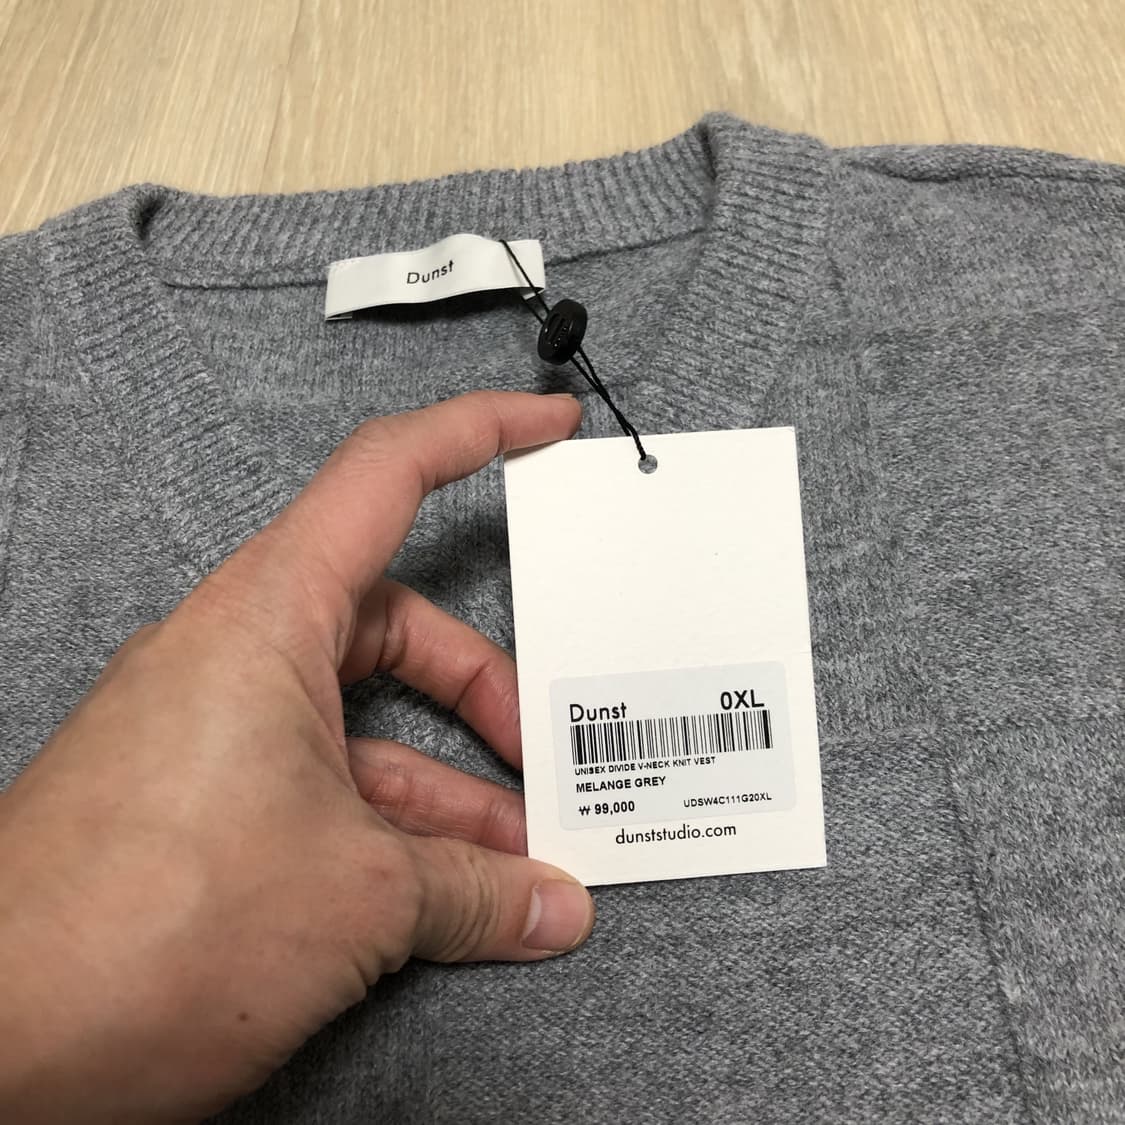 Dunst
Dunst 0XL
UNISEX DIVIDE V-NECK KNIT VEST
MELANGE GREY
₩ 99,000 UDSW4C111G20XL
dunststudio.com